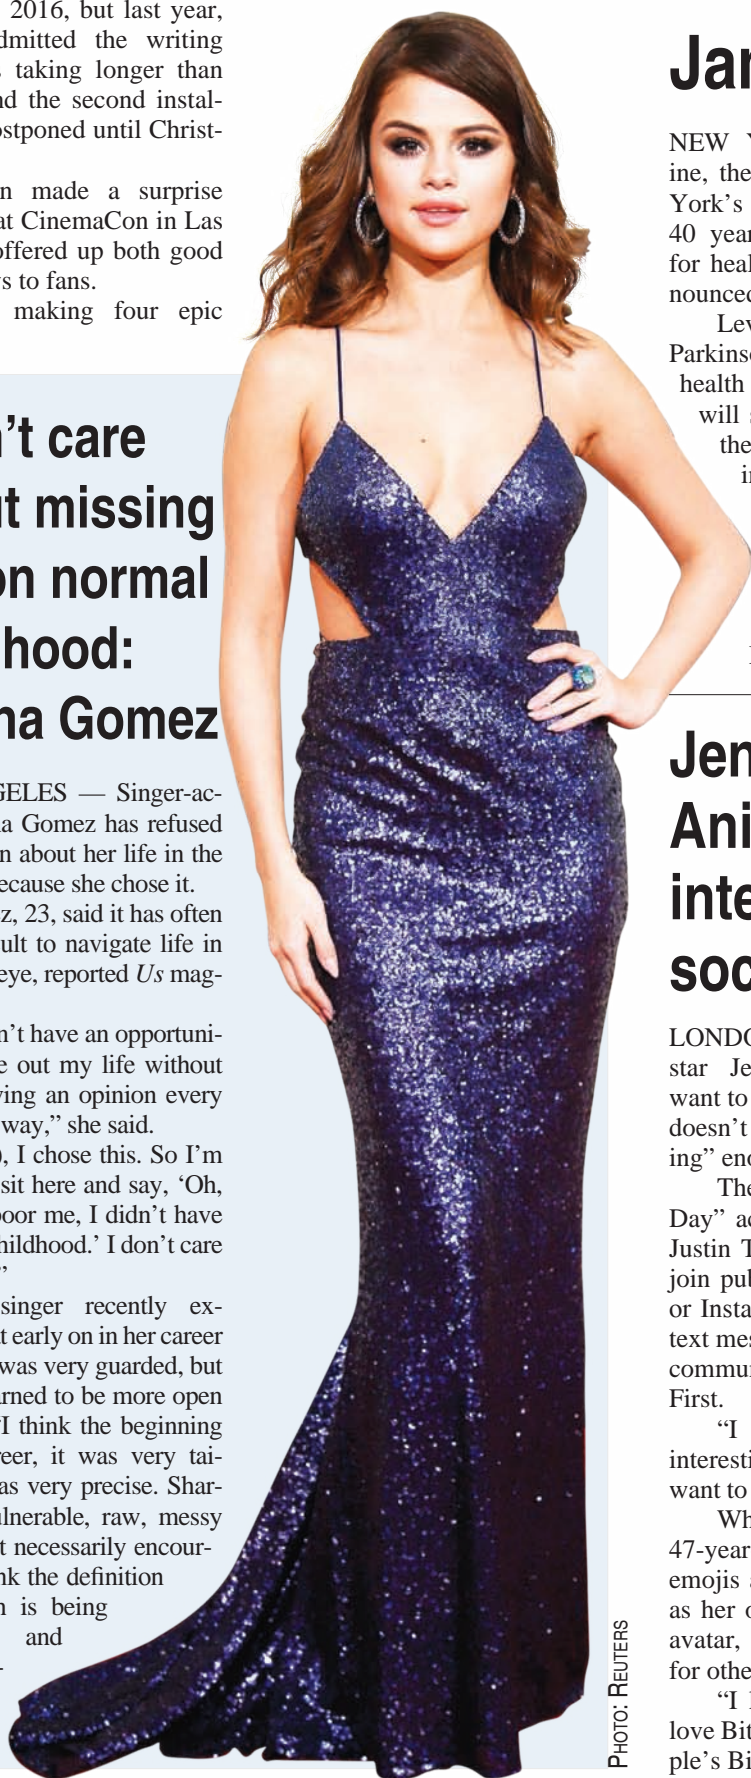 2016, but last year,
dmitted the writing
taking longer than
nd the second instal-
ostponed until Christ-
n made a surprise
at CinemaCon in Las
offered up both good
s to fans.
making four epic
't care
ut missing
on normal
hood:
na Gomez
GELES — Singer-ac-
na Gomez has refused
n about her life in the
ecause she chose it.
z, 23, said it has often
ult to navigate life in
eye, reported Us mag-
n't have an opportuni-
e out my life without
ving an opinion every
way,” she said.
, I chose this. So I’m
sit here and say, ‘Oh,
poor me, I didn’t have
hildhood.’ I don’t care
”
singer recently ex-
t early on in her career
was very guarded, but
arned to be more open
“I think the beginning
reer, it was very tai-
as very precise. Shar-
ulnerable, raw, messy
t necessarily encour-
nk the definition
n is being
and
-
PHOTO: REUTERS
Jar
NEW Y
ine, the
York’s
40 year
for heal
nounced
Lev
Parkinso
health
will s
the
in
Jen
Ani
inte
soc
LONDO
star Je
want to
doesn’t
ing” eno
The
Day” ac
Justin T
join pub
or Insta
text mes
commun
First.
“I
interesti
want to
Wh
47-year
emojis a
as her o
avatar,
for othe
“I l
love Bit
ple’s Bi